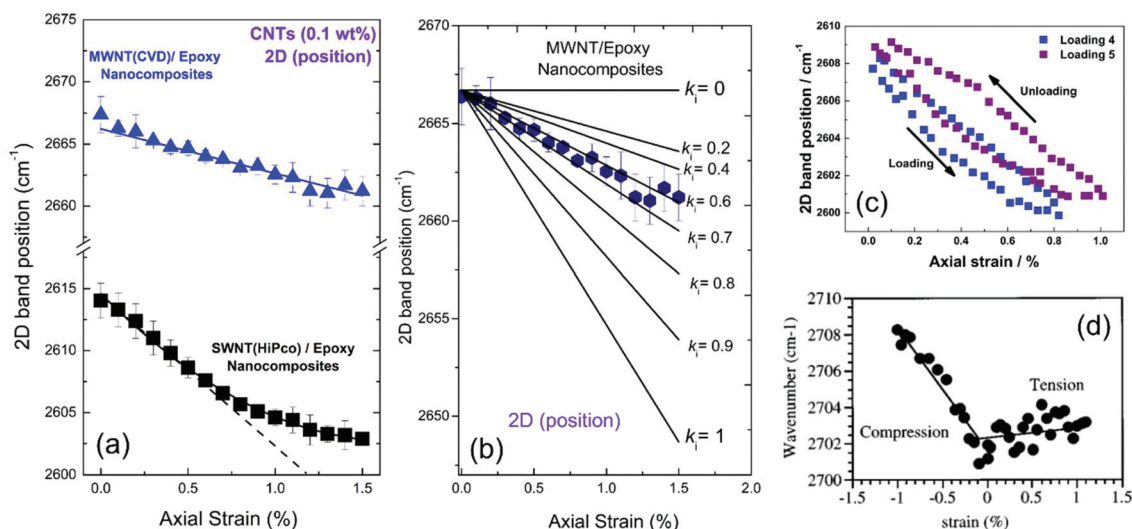 2675
2670
2665
2660
2615
2610
2605
2600
2D band position (cm⁻¹)
CNTs (0.1 wt%)
2D (position)
MWNT(CVD)/ Epoxy
Nanocomposites
SWNT(HiPco) / Epoxy
Nanocomposites
(a)
0.0 0.5 1.0 1.5
Axial Strain (%)
2670
2665
2660
2655
2650
2D band position (cm⁻¹)
MWNT/Epoxy
Nanocomposites
kᵢ= 0
kᵢ= 0.2
kᵢ= 0.4
kᵢ= 0.6
kᵢ= 0.7
kᵢ= 0.8
kᵢ= 0.9
kᵢ= 1
2D (position)
(b)
0.0 0.5 1.0 1.5 2.0
Axial Strain (%)
2610
2608
2606
2604
2602
2600
2D band position / cm⁻¹
Loading 4
Loading 5
Unloading
Loading
(c)
0.0 0.2 0.4 0.6 0.8 1.0
Axial strain / %
2710
2708
2706
2704
2702
2700
Wavenumber (cm-1)
(d)
Tension
Compression
-1.5 -1 -0.5 0 0.5 1 1.5
strain (%)